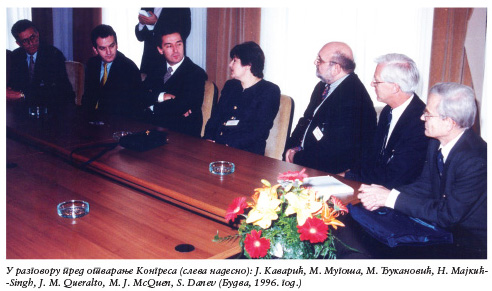 У разговору пред отварање Конгреса (слева надесно): Ј. Каварић, М. Мугоша, М. Ђукановић, Н. Мајкић-
-Singh, J. M. Queralto, M. J. McQuen, S. Danev (Будва, 1996. год.)